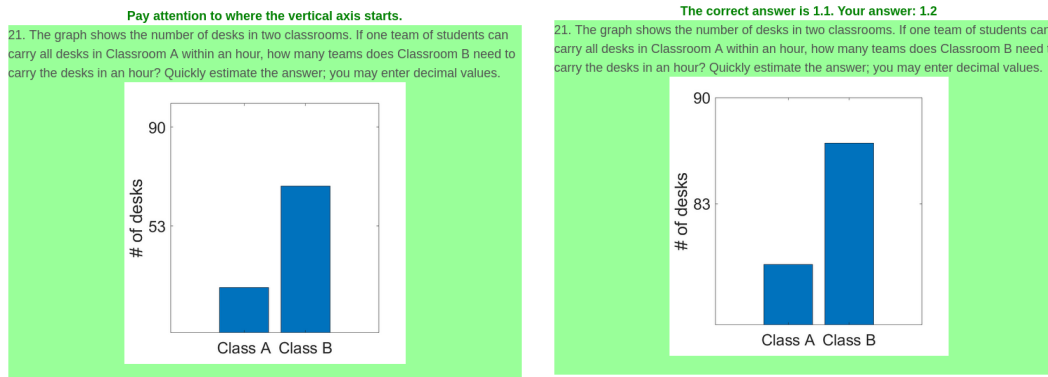 Pay attention to where the vertical axis starts.
21. The graph shows the number of desks in two classrooms. If one team of students can
carry all desks in Classroom A within an hour, how many teams does Classroom B need to
carry the desks in an hour? Quickly estimate the answer; you may enter decimal values.
90
53
# of desks
Class A Class B
The correct answer is 1.1. Your answer: 1.2
21. The graph shows the number of desks in two classrooms. If one team of students
carry all desks in Classroom A within an hour, how many teams does Classroom B need
carry the desks in an hour? Quickly estimate the answer; you may enter decimal values.
90
83
# of desks
Class A Class B